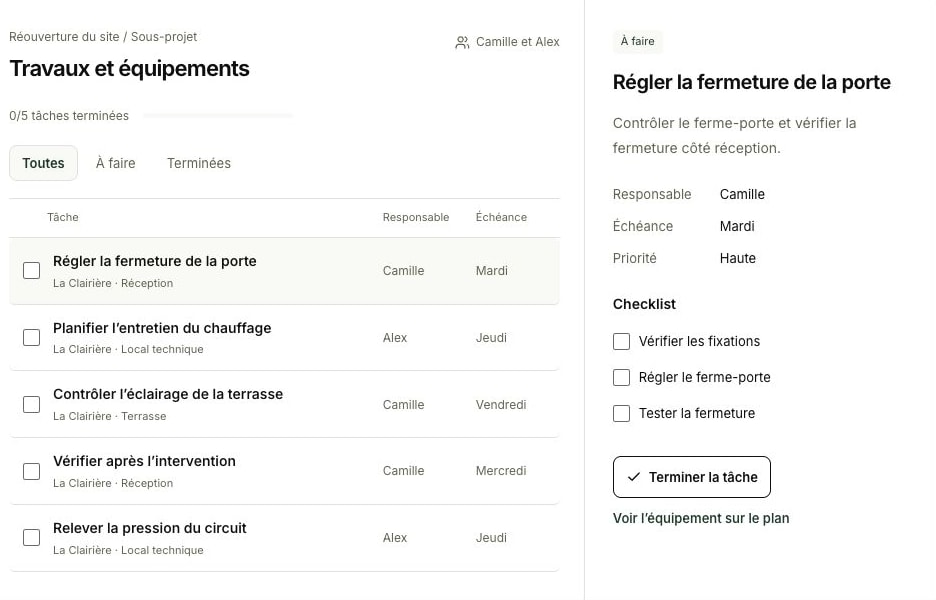 Réouverture du site / Sous-projet
Camille et Alex
Travaux et équipements
0/5 tâches terminées
Toutes
À faire
Terminées
Tâche
Responsable
Échéance
Régler la fermeture de la porte
La Clairière · Réception
Camille
Mardi
Planifier l’entretien du chauffage
La Clairière · Local technique
Alex
Jeudi
Contrôler l’éclairage de la terrasse
La Clairière · Terrasse
Camille
Vendredi
Vérifier après l’intervention
La Clairière · Réception
Camille
Mercredi
Relever la pression du circuit
La Clairière · Local technique
Alex
Jeudi
À faire
Régler la fermeture de la porte
Contrôler le ferme-porte et vérifier la
fermeture côté réception.
Responsable Camille
Échéance Mardi
Priorité Haute
Checklist
Vérifier les fixations
Régler le ferme-porte
Tester la fermeture
Terminer la tâche
Voir l’équipement sur le plan